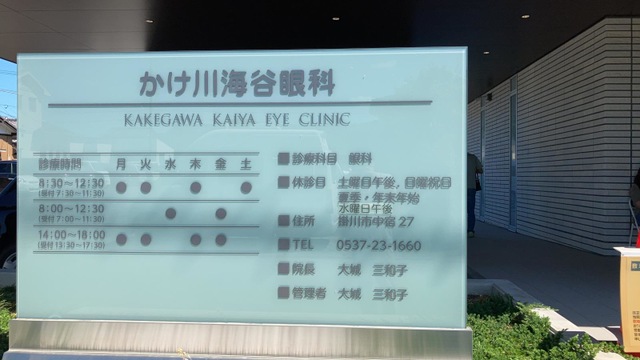 かけ川海谷眼科
KAKEGAWA KAIYA EYE CLINIC
診療時間 月 火 水 木 金 土
8:30～12:30 ● ● ● ●
(受付 7:30～11:30)
8:00～12:30 ● ●
(受付 7:00～11:30)
14:00～18:00 ● ● ● ●
(受付 13:30～17:30)
■診療科目 眼科
■休診日 土曜日午後, 日曜祝日
夏季・年末年始
水曜日午後
■住所 掛川市中宿 27
■TEL 0537-23-1660
■院長 大城 三和子
■管理者 大城 三和子